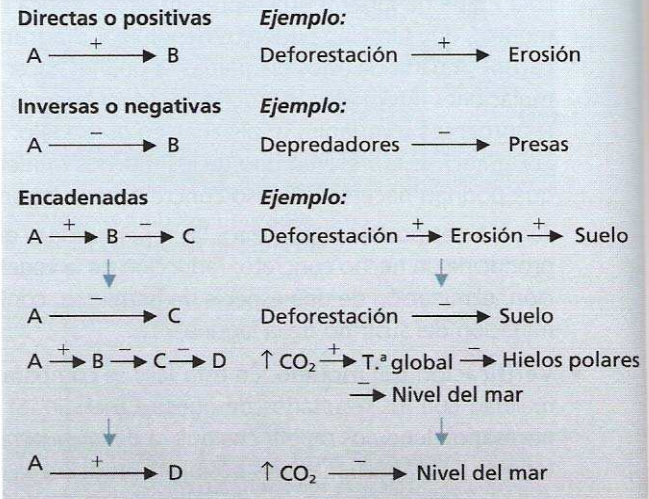 Directas o positivas Ejemplo:
A +→ B Deforestación +→ Erosión
Inversas o negativas Ejemplo:
A −→ B Depredadores −→ Presas
Encadenadas Ejemplo:
A +→ B −→ C Deforestación +→ Erosión +→ Suelo
↓ ↓
A −→ C Deforestación −→ Suelo
A +→ B −→ C −→ D ↑ CO₂ +→ T.ª global −→ Hielos polares
−→ Nivel del mar
↓ ↓
A +→ D ↑ CO₂ −→ Nivel del mar